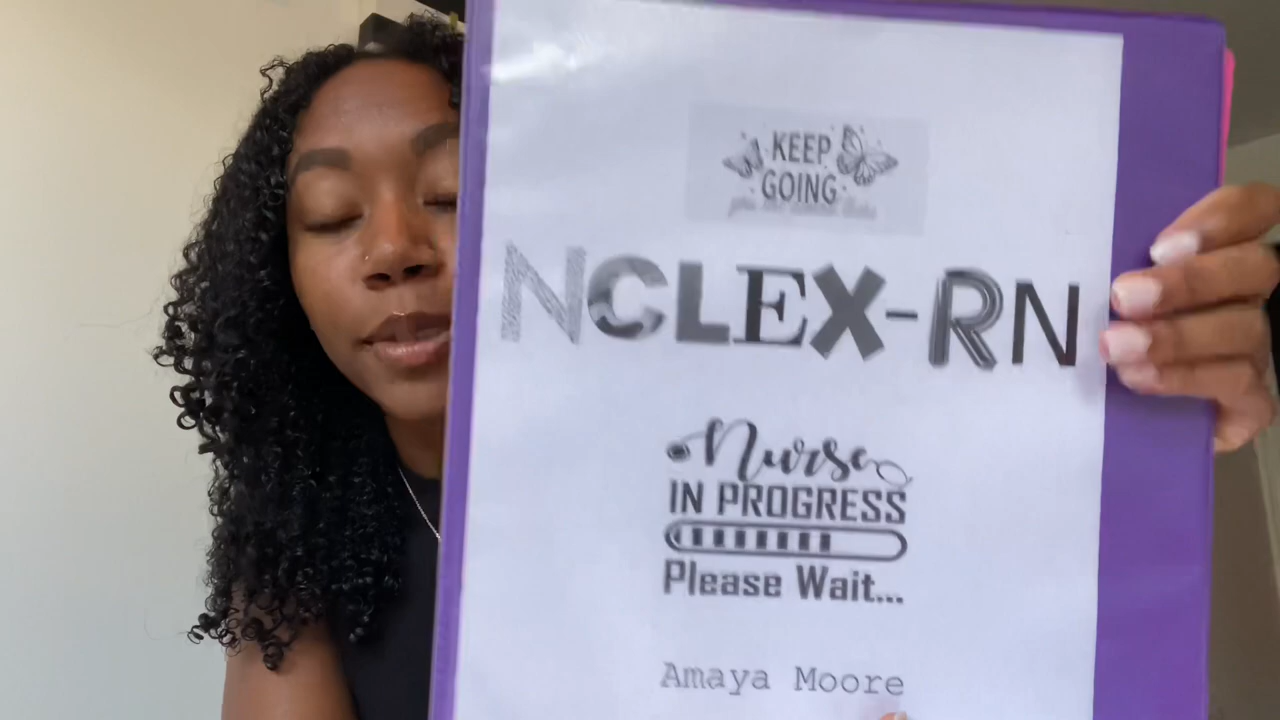 KEEP
GOING
NCLEX-RN
Nurse
IN PROGRESS
Please Wait...
Amaya Moore